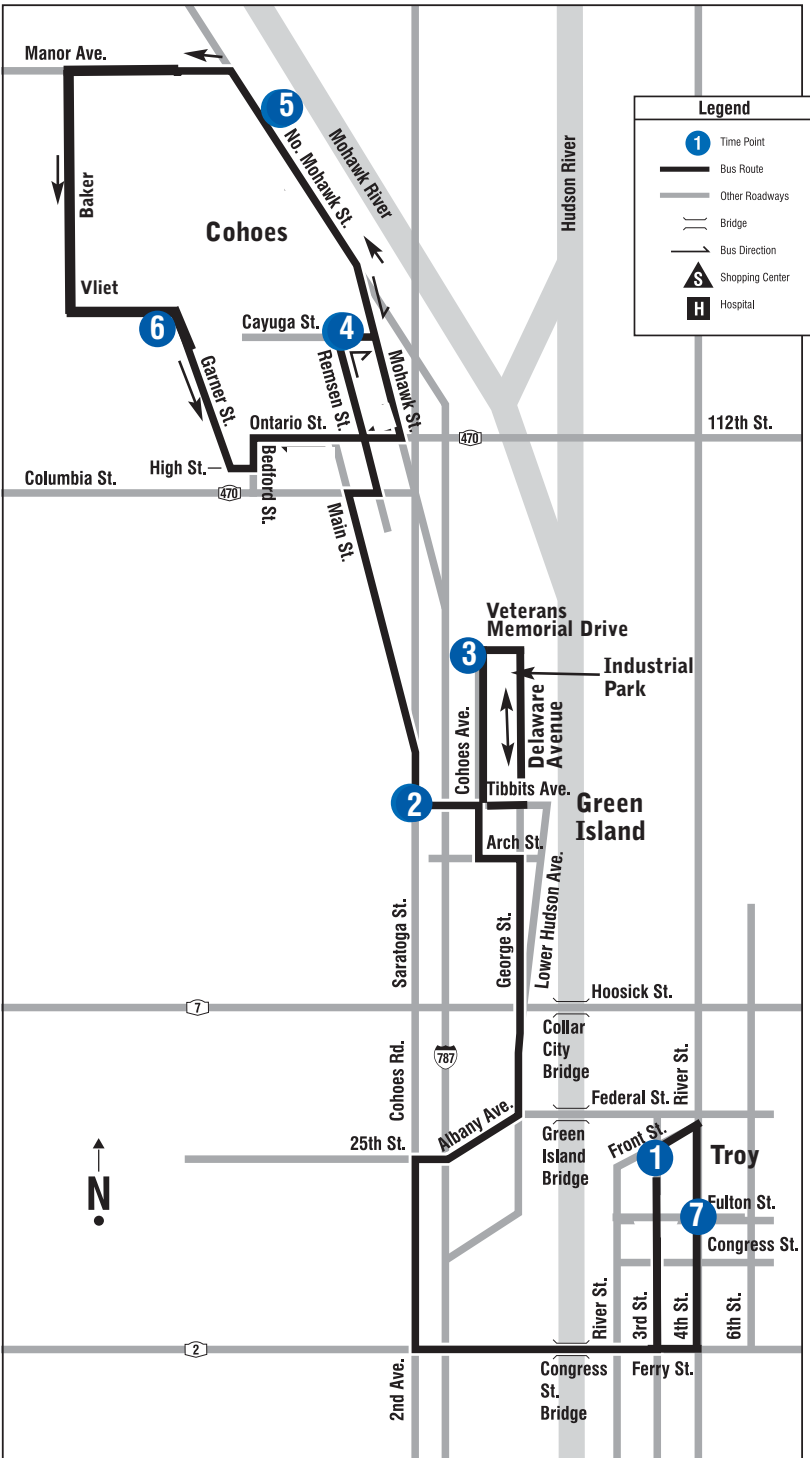 Manor Ave.
5
No. Mohawk St.
Mohawk River
Hudson River
Legend
1
Time Point
Bus Route
Other Roadways
Bridge
Bus Direction
S
Shopping Center
H
Hospital
Baker
Cohoes
Vliet
6
Cayuga St.
4
Garner St.
Remsen St.
Mohawk St.
Ontario St.
470
112th St.
High St.
Bedford St.
Columbia St.
470
Main St.
Veterans
Memorial Drive
3
Industrial
Park
Cohoes Ave.
Delaware
Avenue
Tibbits Ave.
2
Green
Island
Arch St.
Saratoga St.
George St.
Lower Hudson Ave.
7
Hoosick St.
Collar
City
Bridge
Cohoes Rd.
787
River St.
Federal St.
Albany Ave.
25th St.
Green
Island
Bridge
Front St.
1
Troy
N
7
Fulton St.
Congress St.
River St.
3rd St.
4th St.
6th St.
2
2nd Ave.
Congress
St.
Bridge
Ferry St.